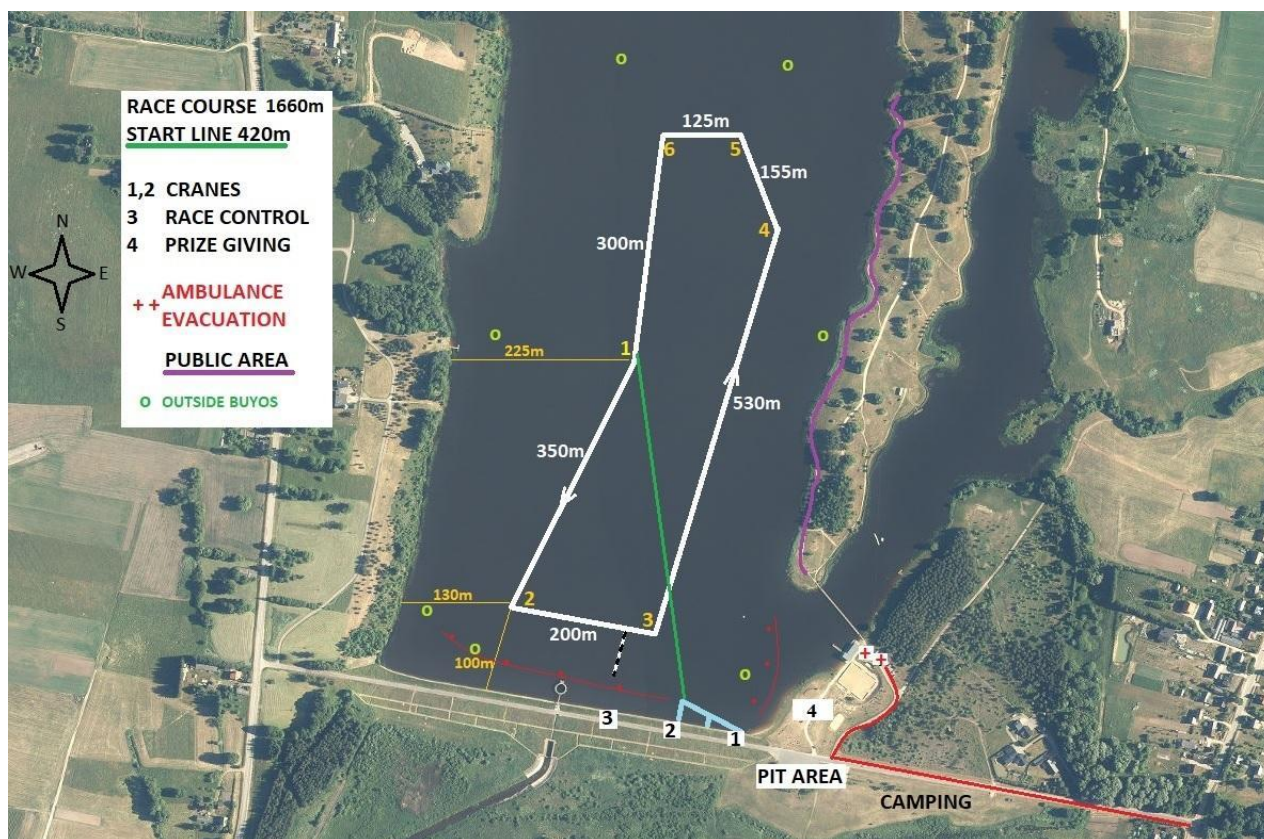 RACE COURSE 1660m
START LINE 420m
1,2 CRANES
3 RACE CONTROL
4 PRIZE GIVING
N
W E
S
++ AMBULANCE
EVACUATION
PUBLIC AREA
o OUTSIDE BUYOS
o
o
125m
6
5
155m
4
300m
o
o
1
225m
530m
350m
130m
2
o
3
200m
o
100m
o
++
4
3
2
1
PIT AREA
CAMPING